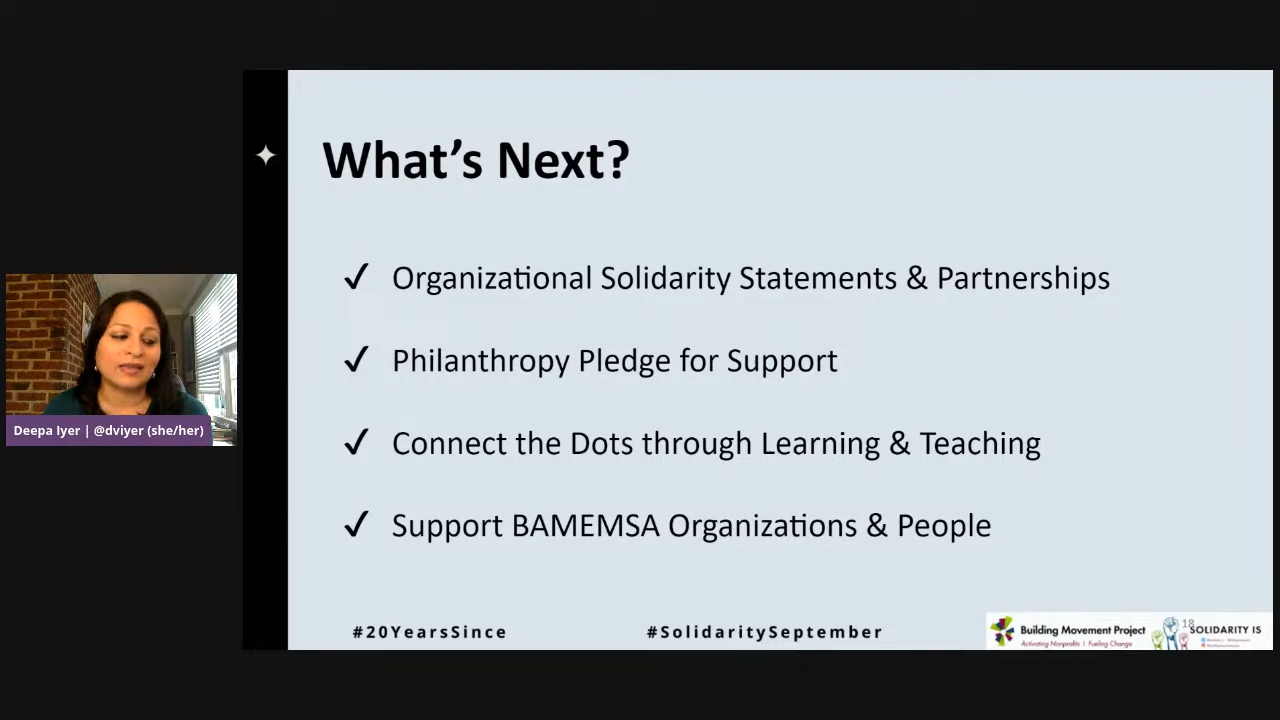 What's Next?
✓ Organizational Solidarity Statements & Partnerships
✓ Philanthropy Pledge for Support
✓ Connect the Dots through Learning & Teaching
✓ Support BAMEMSA Organizations & People
Deepa Iyer | @dviyer (she/her)
#20YearsSince
#SolidaritySeptember
Building Movement Project
Activating Nonprofits | Fueling Change
18
SOLIDARITY IS